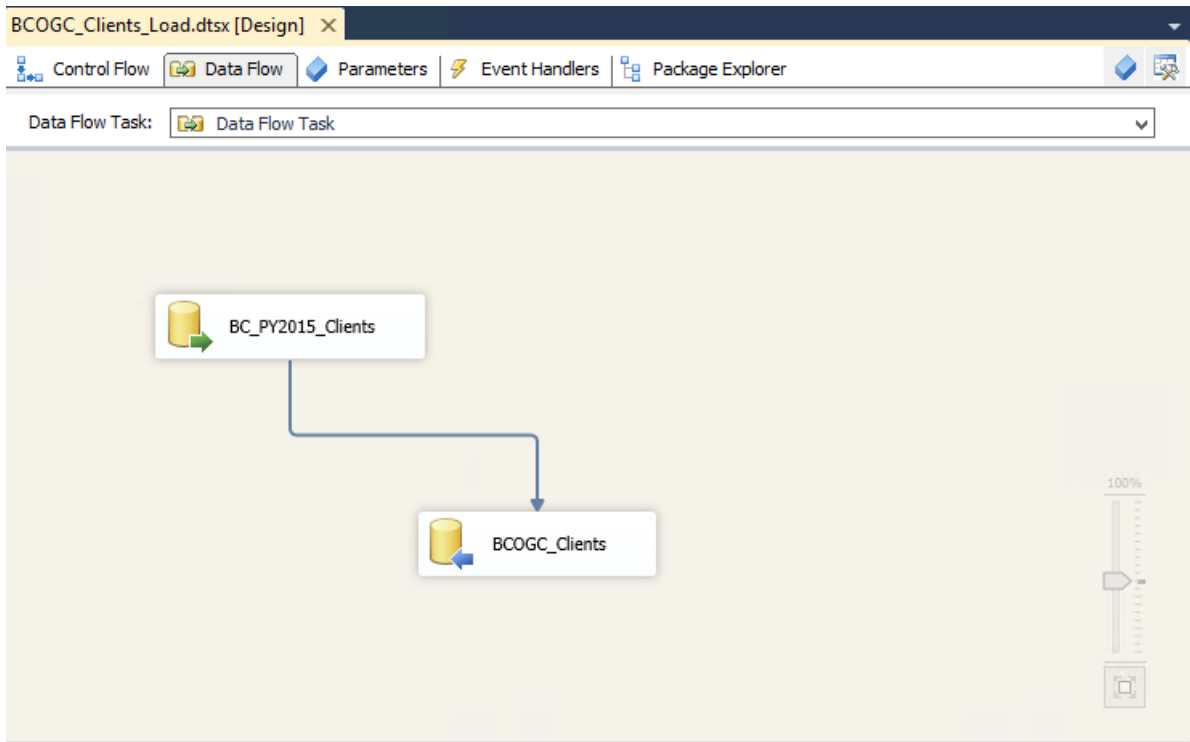 BCOGC_Clients_Load.dtsx [Design]
Control Flow Data Flow Parameters Event Handlers Package Explorer
Data Flow Task: Data Flow Task
BC_PY2015_Clients
BCOGC_Clients
100%